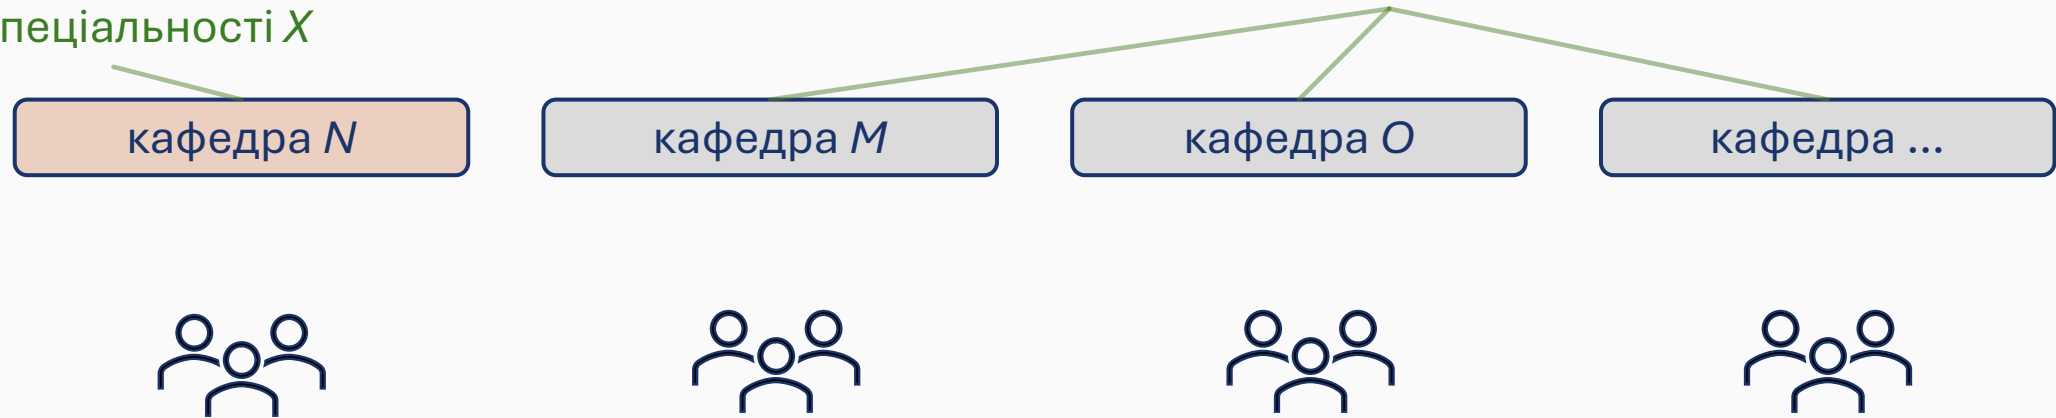 пеціальності X
кафедра N
кафедра M
кафедра O
кафедра ...